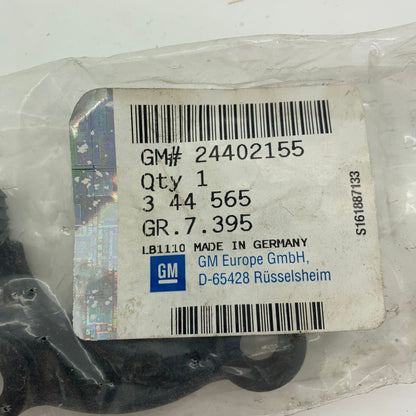 GM# 24402155
Qty 1
3 44 565
GR.7.395
LB1110 MADE IN GERMANY
GM
GM Europe GmbH,
D-65428 Rüsselsheim
S161887133